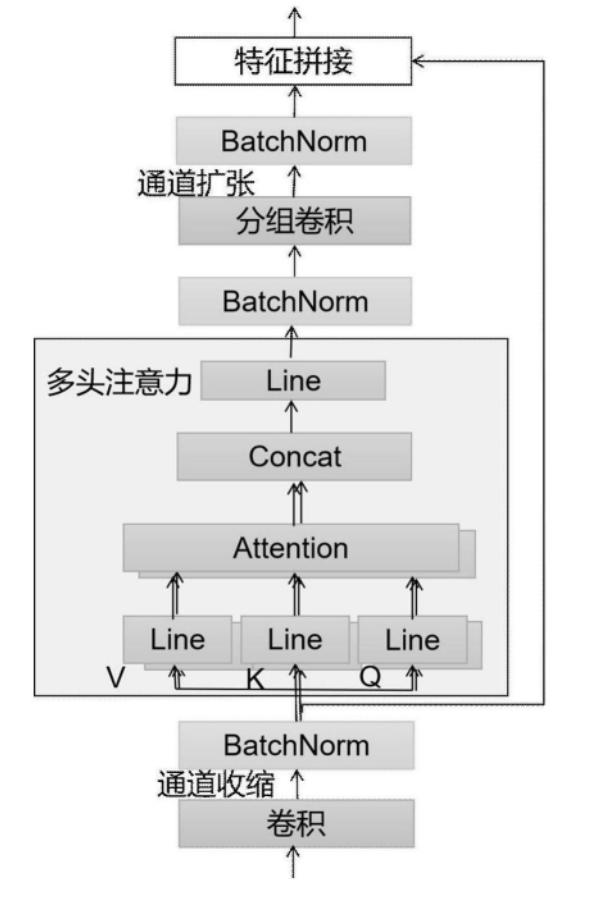 特征拼接
BatchNorm
通道扩张
分组卷积
BatchNorm
多头注意力
Line
Concat
Attention
Line Line Line
V K Q
BatchNorm
通道收缩
卷积